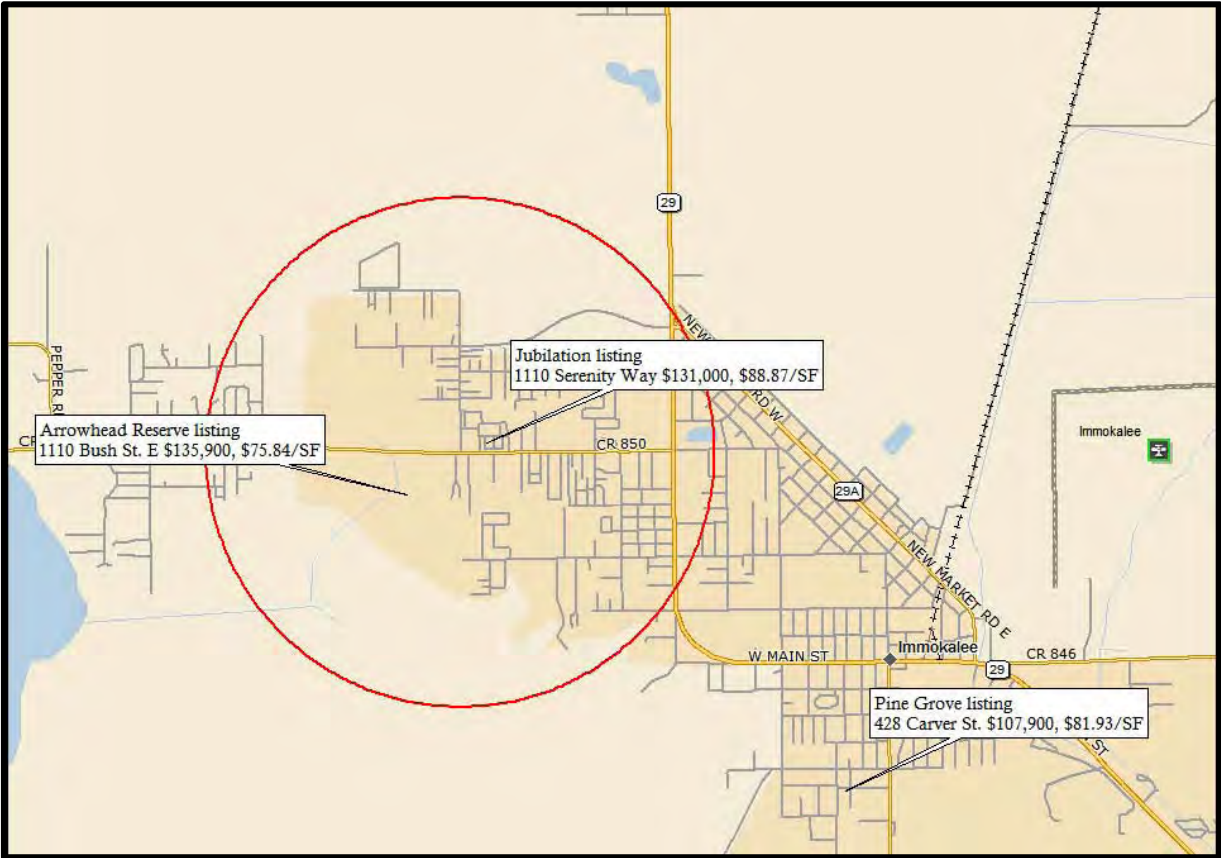 29
NEW
RD W
Jubilation listing
1110 Serenity Way $131,000, $88.87/SF
PEPPER R
Arrowhead Reserve listing
1110 Bush St. E $135,900, $75.84/SF
CR
CR 850
Immokalee
29A
NEW MARKET RD E
Immokalee
W MAIN ST
29
CR 846
Pine Grove listing
428 Carver St. $107,900, $81.93/SF
ST